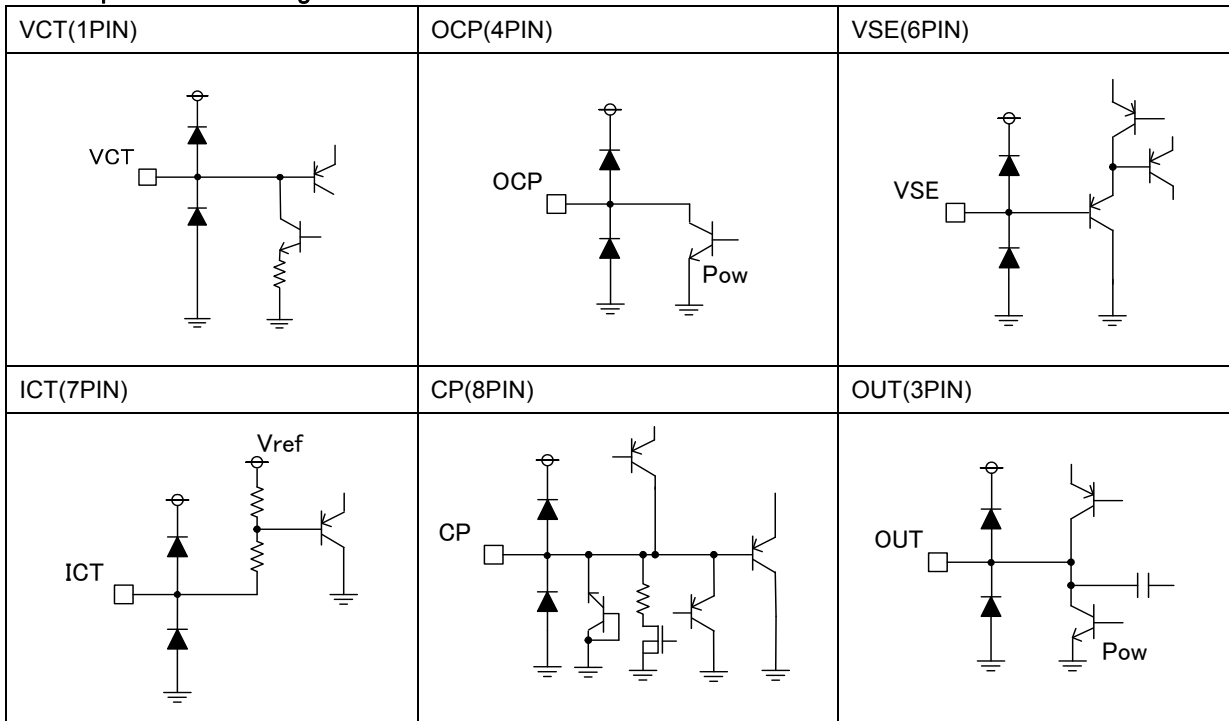 VCT(1PIN)
OCP(4PIN)
VSE(6PIN)
VCT
OCP
Pow
VSE
ICT(7PIN)
CP(8PIN)
OUT(3PIN)
Vref
ICT
CP
OUT
Pow